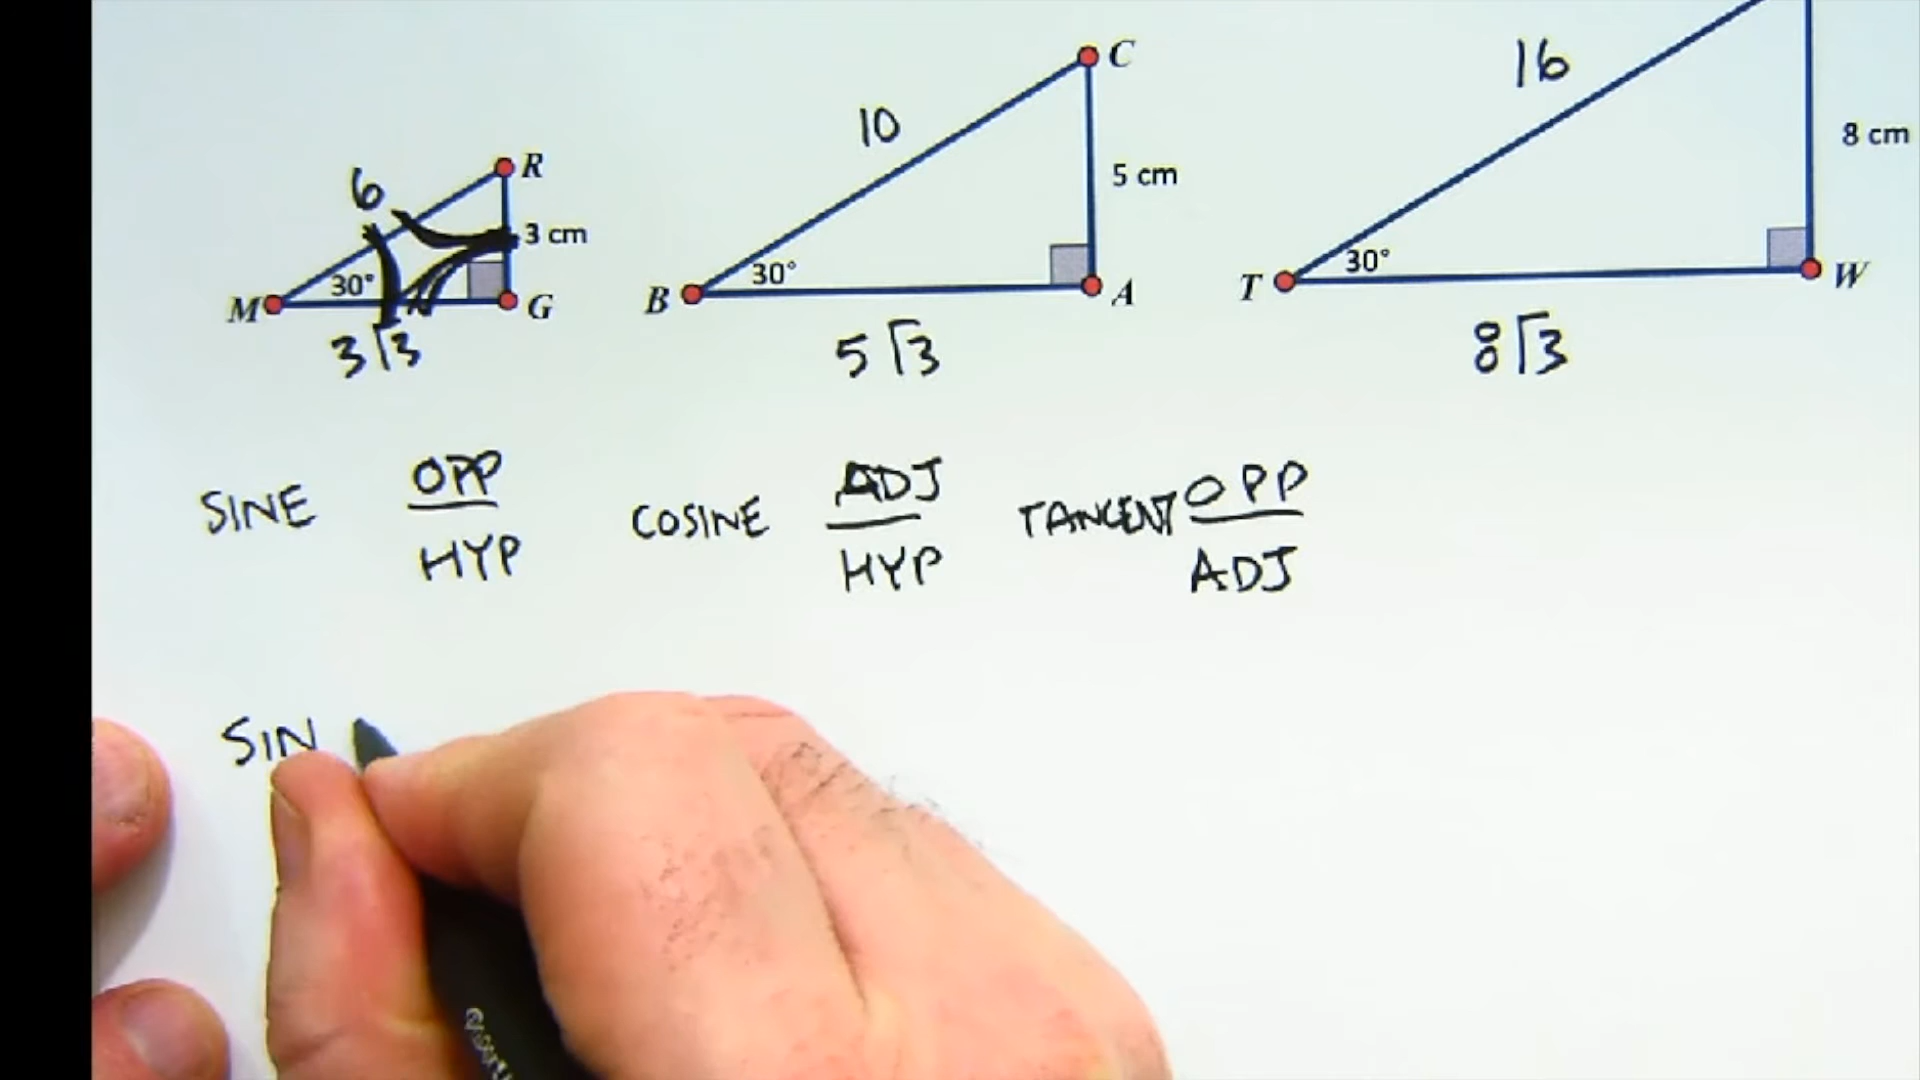 C
16
10
8 cm
R
6
5 cm
3 cm
30°
30°
30°
M
G
B
A
T
W
3√3
5√3
8√3
SINE OPP
HYP
COSINE ADJ
HYP
TANGENT OPP
ADJ
SIN